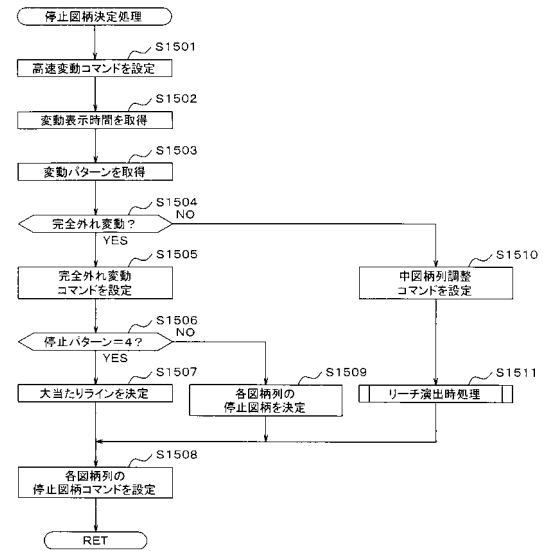 停止図柄決定処理
S1501
高速変動コマンドを設定
S1502
変動表示時間を取得
S1503
変動パターンを取得
S1504
完全外れ変動?
NO
YES
S1505
完全外れ変動
コマンドを設定
S1510
中図柄列調整
コマンドを設定
S1506
停止パターン=4?
NO
YES
S1507
大当たりラインを決定
S1509
各図柄列の
停止図柄を決定
S1511
リーチ演出時処理
S1508
各図柄列の
停止図柄コマンドを設定
RET